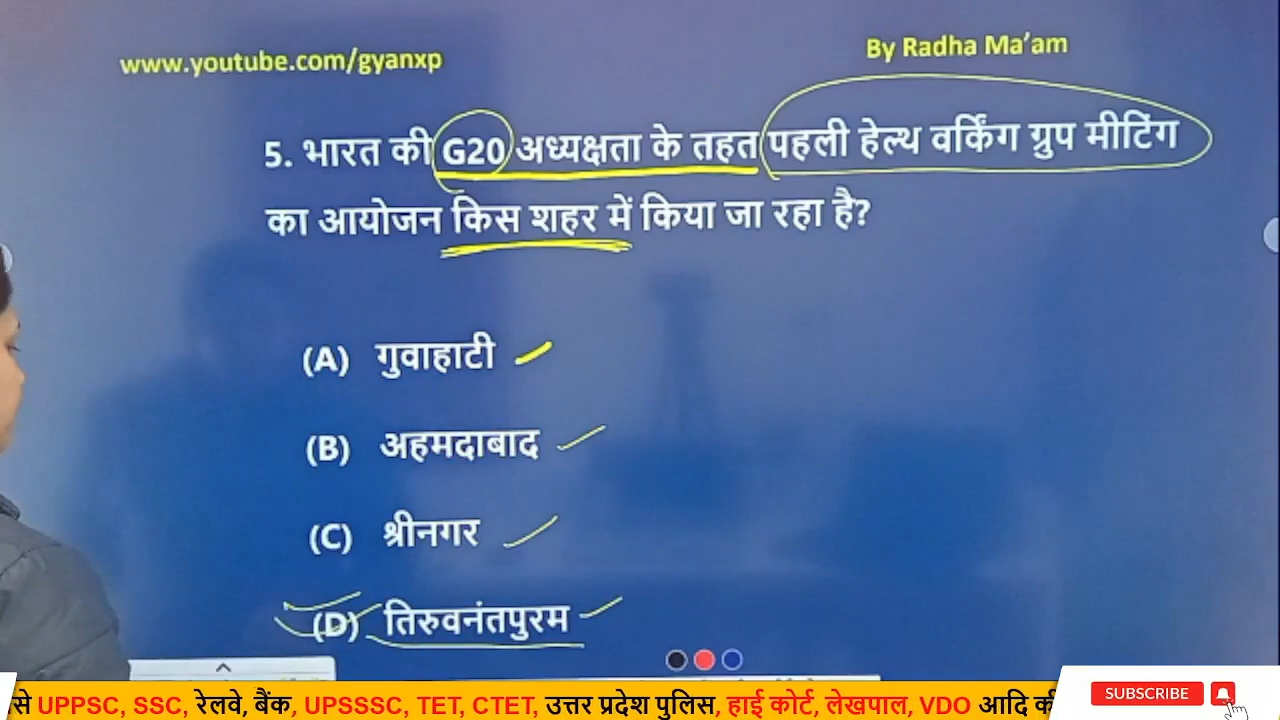 www.youtube.com/gyanxp
By Radha Ma’am
5. भारत की G20 अध्यक्षता के तहत पहली हेल्थ वर्किंग ग्रुप मीटिंग
का आयोजन किस शहर में किया जा रहा है?
(A) गुवाहाटी
(B) अहमदाबाद
(C) श्रीनगर
(D) तिरुवनंतपुरम
से UPPSC, SSC, रेलवे, बैंक, UPSSSC, TET, CTET, उत्तर प्रदेश पुलिस, हाई कोर्ट, लेखपाल, VDO आदि की
SUBSCRIBE